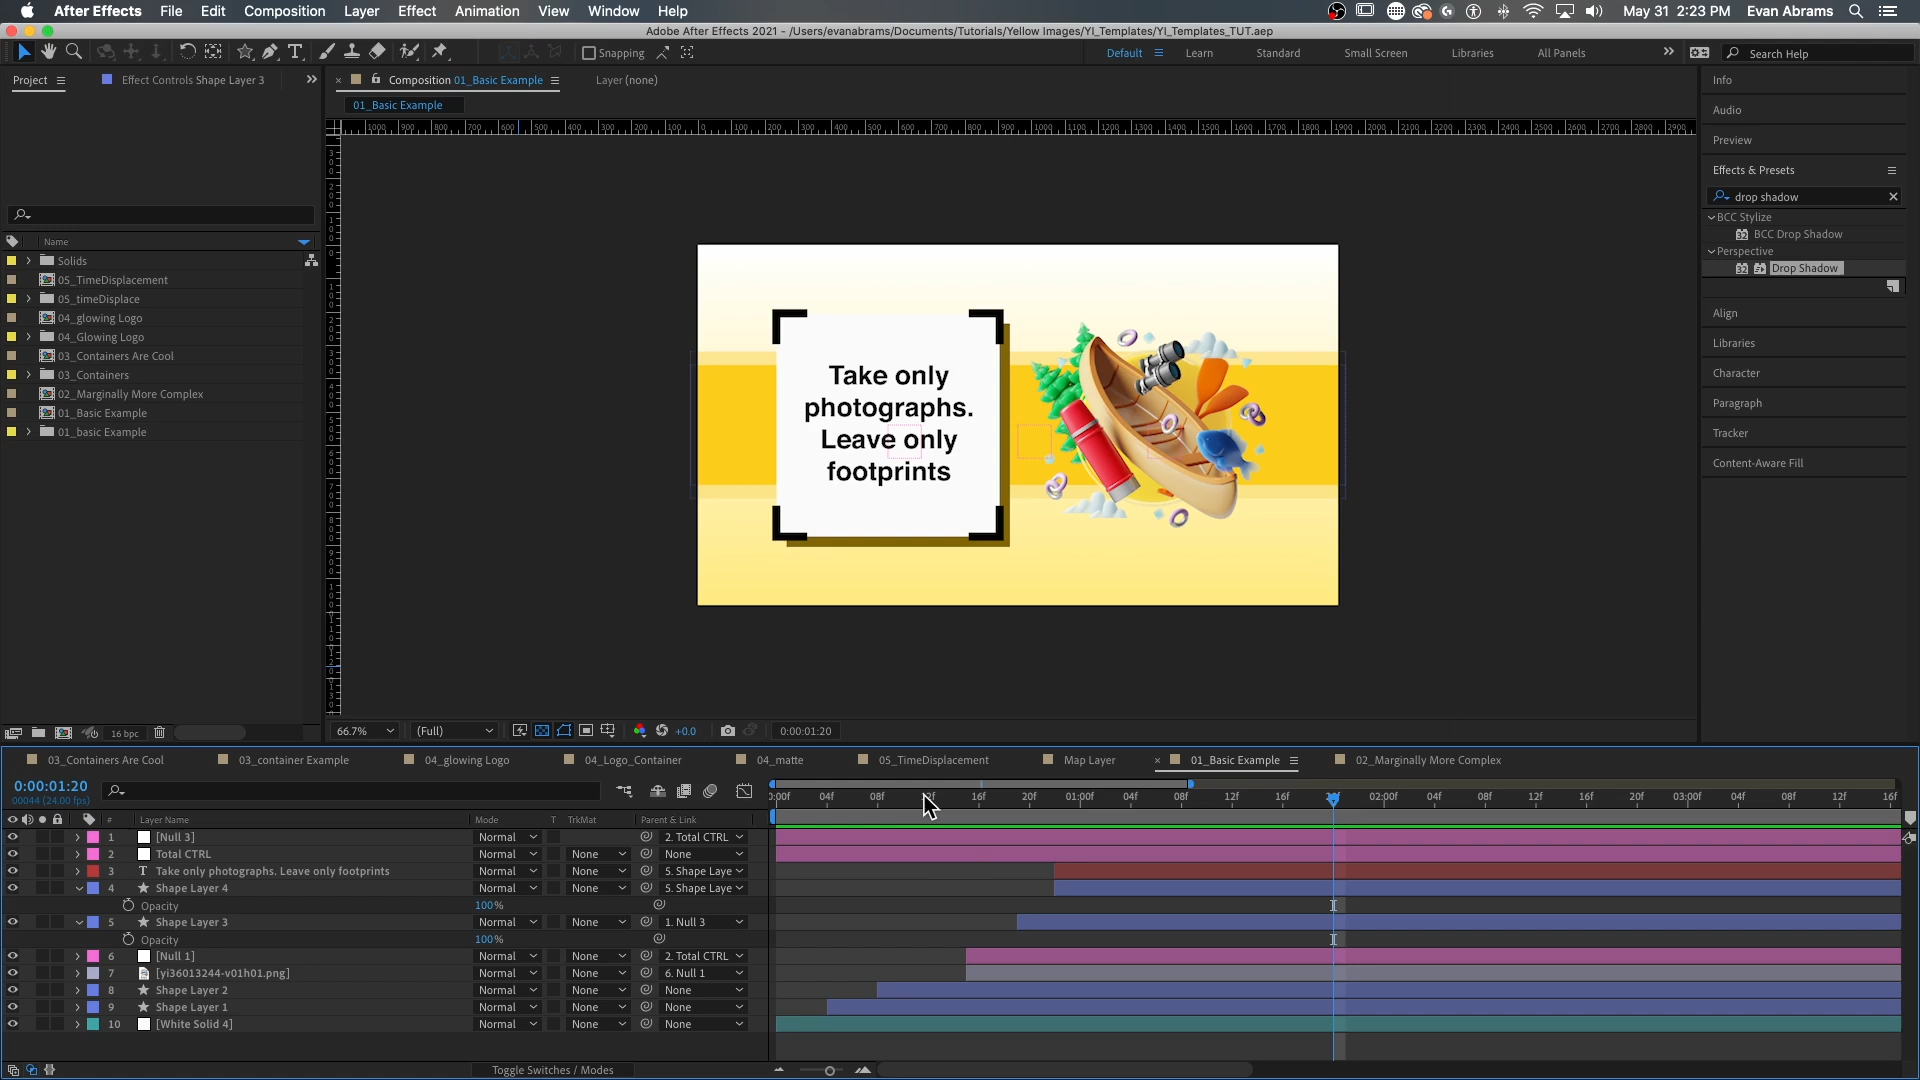 After Effects File Edit Composition Layer Effect Animation View Window Help May 31 2:23 PM Evan Abrams
Adobe After Effects 2021 - /Users/evanabrams/Documents/Tutorials/Yellow Images/YI_Templates/YI_Templates_TUT.aep
Snapping Default Learn Standard Small Screen Libraries All Panels Search Help
Project Effect Controls Shape Layer 3 Composition 01_Basic Example Layer (none)
01_Basic Example
Info
Audio
Preview
Effects & Presets
drop shadow
BCC Stylize
BCC Drop Shadow
Perspective
Drop Shadow
Align
Libraries
Character
Paragraph
Tracker
Content-Aware Fill
Name
Solids
05_TimeDisplacement
05_timeDisplace
04_glowing Logo
04_Glowing Logo
03_Containers Are Cool
03_Containers
02_Marginally More Complex
01_Basic Example
01_basic Example
Take only
photographs.
Leave only
footprints
16 bpc
66.7% (Full) +0.0 0:00:01:20
03_Containers Are Cool 03_container Example 04_glowing Logo 04_Logo_Container 04_matte 05_TimeDisplacement Map Layer 01_Basic Example 02_Marginally More Complex
0:00:01:20
00044 (24.00 fps)
04f 08f 12f 16f 20f 01:00f 04f 08f 12f 16f 02:00f 04f 08f 12f 16f 20f 03:00f 04f 08f 12f 16f
# Layer Name Mode T TrkMat Parent & Link
1 [Null 3] Normal 2. Total CTRL
2 Total CTRL Normal None None
3 T Take only photographs. Leave only footprints Normal None 5. Shape Laye
4 Shape Layer 4 Normal None 5. Shape Laye
Opacity 100%
5 Shape Layer 3 Normal None 1. Null 3
Opacity 100%
6 [Null 1] Normal None 2. Total CTRL
7 [yi36013244-v01h01.png] Normal None 6. Null 1
8 Shape Layer 2 Normal None None
9 Shape Layer 1 Normal None None
10 [White Solid 4] Normal None None
Toggle Switches / Modes